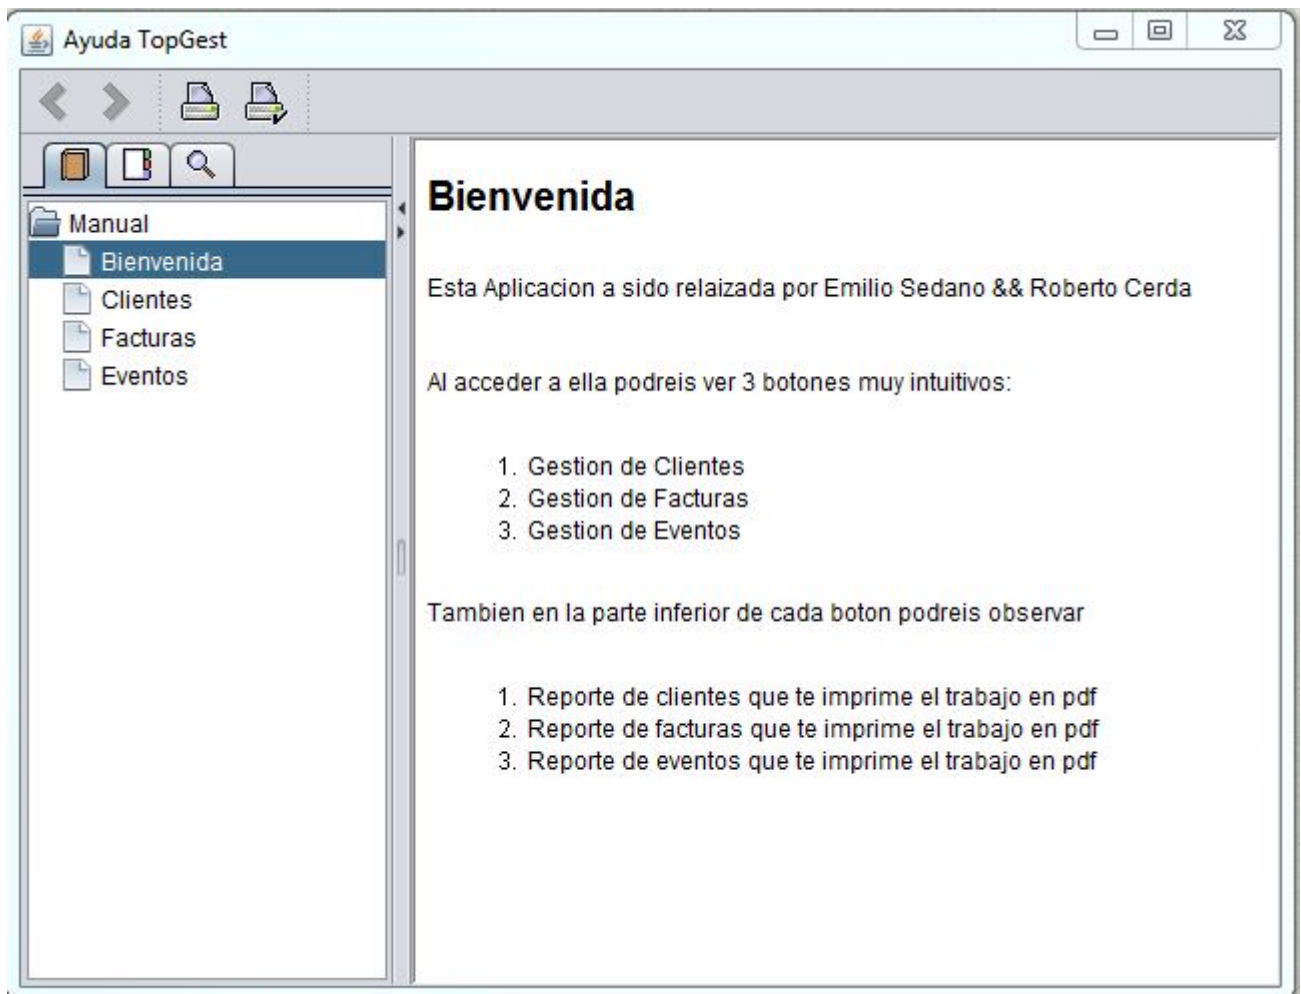 Ayuda TopGest
Manual
Bienvenida
Clientes
Facturas
Eventos
Bienvenida
Esta Aplicacion a sido relaizada por Emilio Sedano && Roberto Cerda
Al acceder a ella podreis ver 3 botones muy intuitivos:
1. Gestion de Clientes
2. Gestion de Facturas
3. Gestion de Eventos
Tambien en la parte inferior de cada boton podreis observar
1. Reporte de clientes que te imprime el trabajo en pdf
2. Reporte de facturas que te imprime el trabajo en pdf
3. Reporte de eventos que te imprime el trabajo en pdf